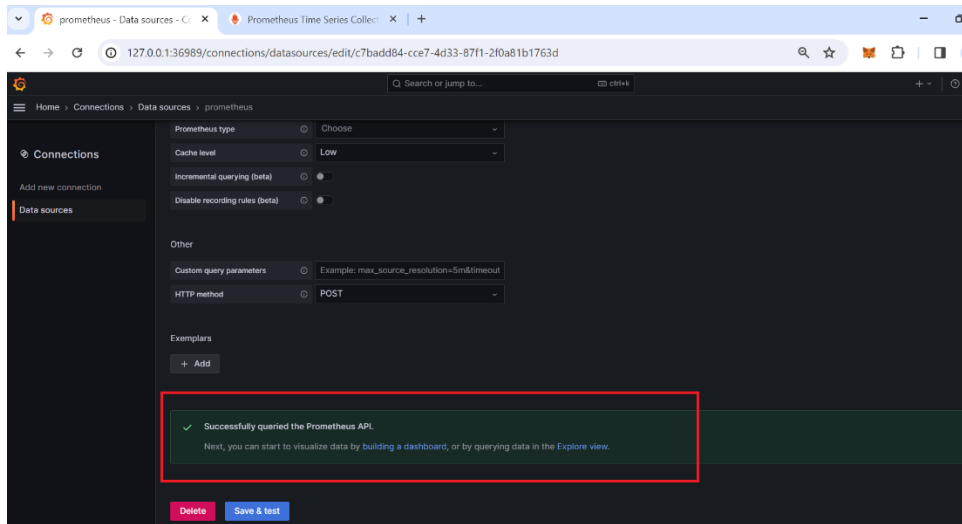 prometheus - Data sources - Co
Prometheus Time Series Collect
127.0.0.1:36989/connections/datasources/edit/c7badd84-cce7-4d33-87f1-2f0a81b1763d
Search or jump to...
ctrl+k
Home › Connections › Data sources › prometheus
Connections
Add new connection
Data sources
Prometheus type
Choose
Cache level
Low
Incremental querying (beta)
Disable recording rules (beta)
Other
Custom query parameters
Example: max_source_resolution=5m&timeout
HTTP method
POST
Exemplars
+ Add
Successfully queried the Prometheus API.
Next, you can start to visualize data by building a dashboard, or by querying data in the Explore view.
Delete
Save & test